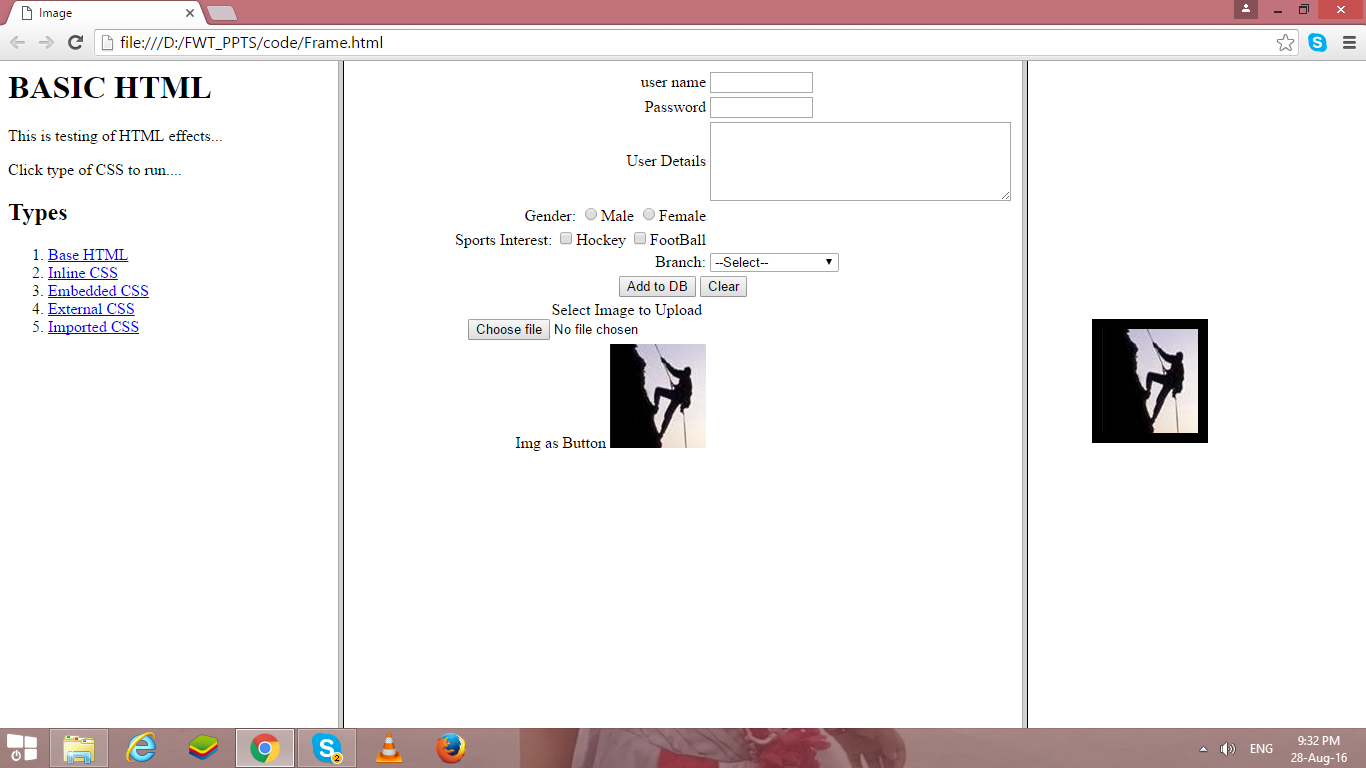 Image
file:///D:/FWT_PPTS/code/Frame.html
BASIC HTML
This is testing of HTML effects...
Click type of CSS to run....
Types
1. Base HTML
2. Inline CSS
3. Embedded CSS
4. External CSS
5. Imported CSS
user name
Password
User Details
Gender: Male Female
Sports Interest: Hockey FootBall
Branch: --Select--
Add to DB Clear
Select Image to Upload
Choose file No file chosen
Img as Button
2
ENG
9:32 PM
28-Aug-16